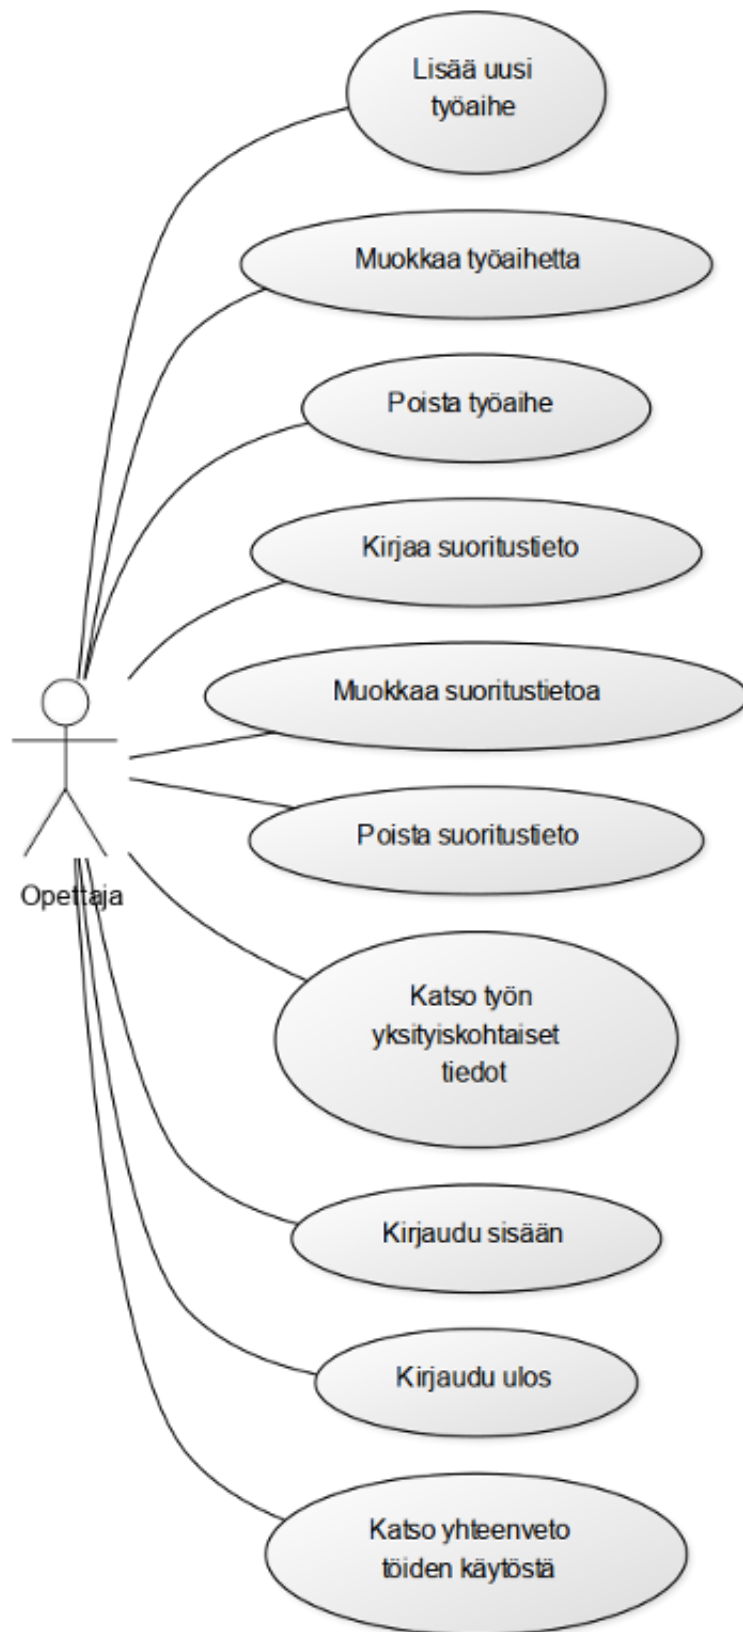 Lisää uusi
työaihe
Muokkaa työaihetta
Poista työaihe
Kirjaa suoritustieto
Muokkaa suoritustietoa
Poista suoritustieto
Opettaja
Katso työn
yksityiskohtaiset
tiedot
Kirjaudu sisään
Kirjaudu ulos
Katso yhteenveto
töiden käytöstä